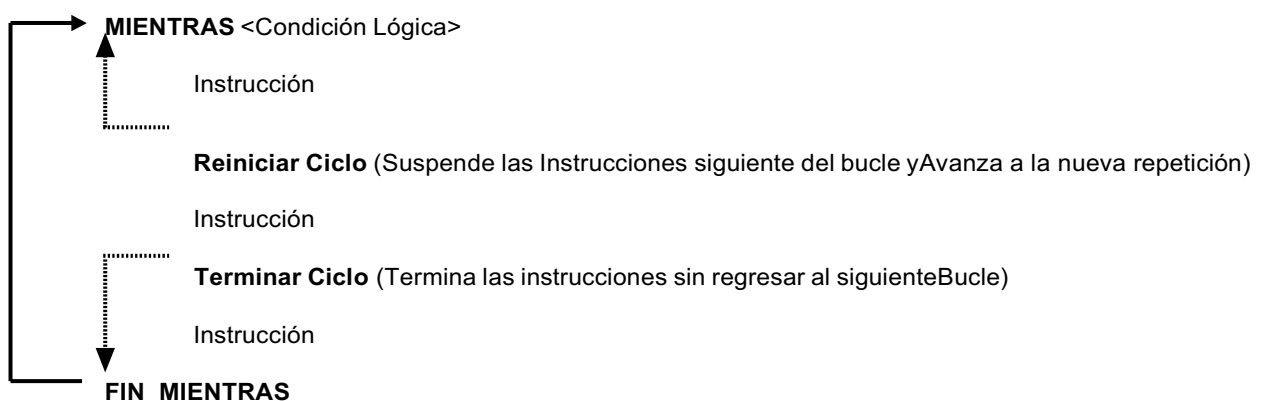 MIENTRAS <Condición Lógica>
Instrucción
Reiniciar Ciclo (Suspende las Instrucciones siguiente del bucle yAvanza a la nueva repetición)
Instrucción
Terminar Ciclo (Termina las instrucciones sin regresar al siguienteBucle)
Instrucción
FIN MIENTRAS